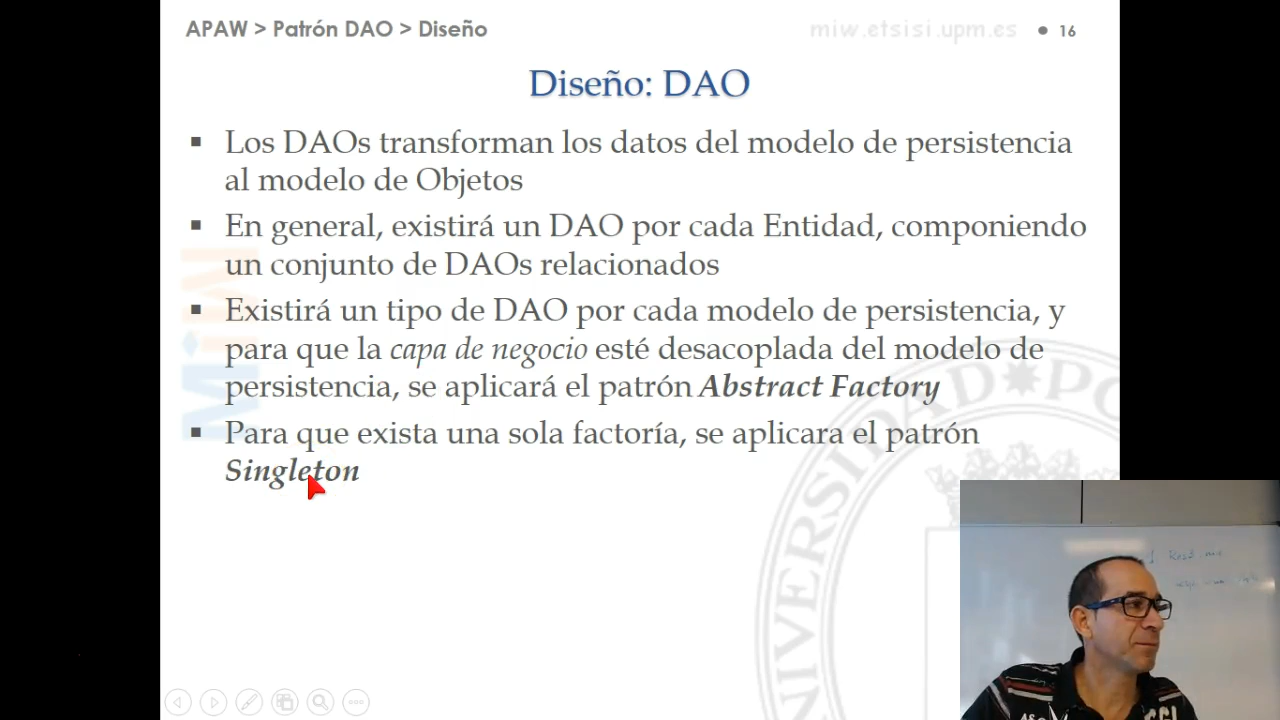 APAW > Patrón DAO > Diseño
miw.etsisi.upm.es
16
Diseño: DAO
Los DAOs transforman los datos del modelo de persistencia
al modelo de Objetos
En general, existirá un DAO por cada Entidad, componiendo
un conjunto de DAOs relacionados
Existirá un tipo de DAO por cada modelo de persistencia, y
para que la capa de negocio esté desacoplada del modelo de
persistencia, se aplicará el patrón Abstract Factory
Para que exista una sola factoría, se aplicara el patrón
Singleton